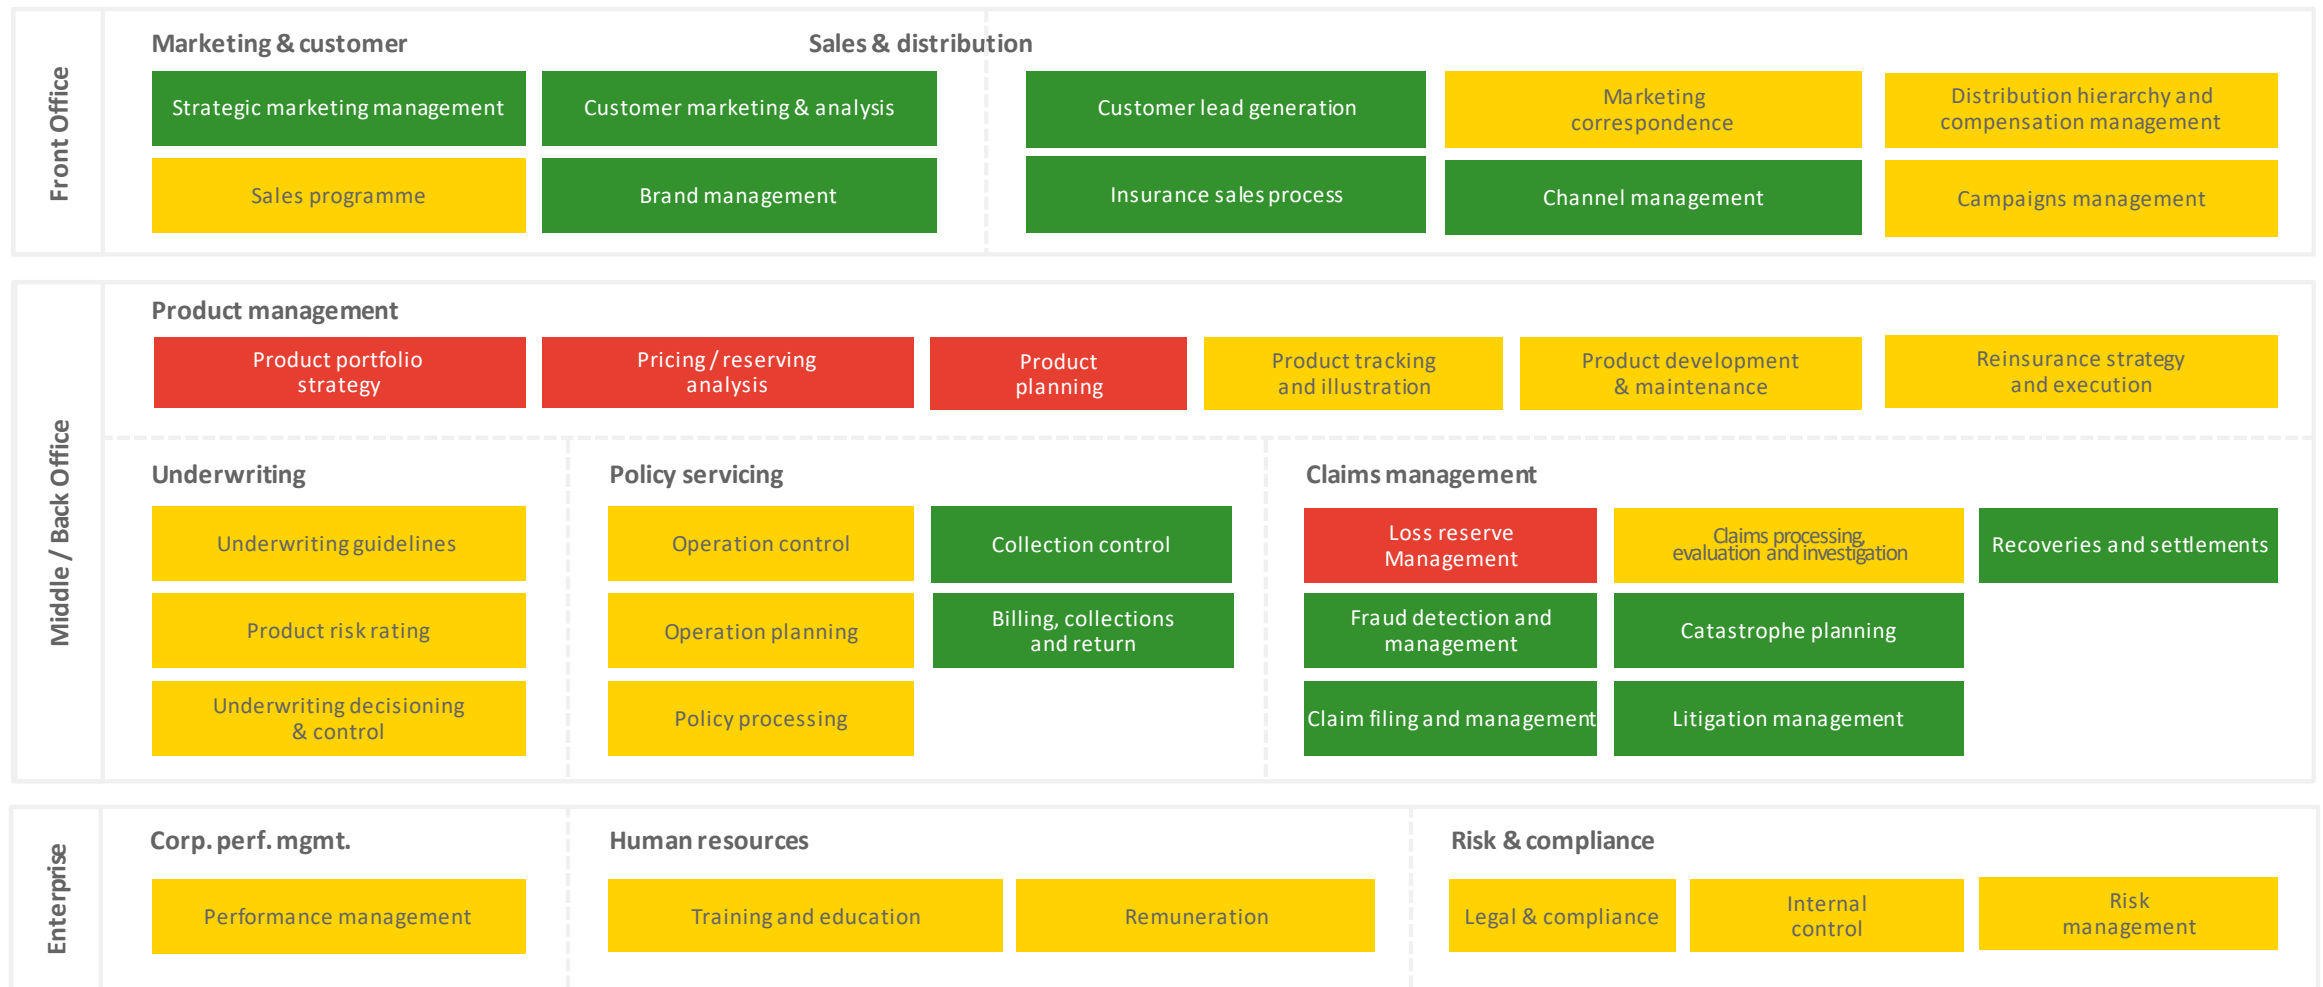 Front Office
Marketing & customer
Sales & distribution
Strategic marketing management
Customer marketing & analysis
Customer lead generation
Marketing
correspondence
Distribution hierarchy and
compensation management
Sales programme
Brand management
Insurance sales process
Channel management
Campaigns management
Middle / Back Office
Product management
Product portfolio
strategy
Pricing / reserving
analysis
Product
planning
Product tracking
and illustration
Product development
& maintenance
Reinsurance strategy
and execution
Underwriting
Underwriting guidelines
Product risk rating
Underwriting decisioning
& control
Policy servicing
Operation control
Collection control
Operation planning
Billing, collections
and return
Policy processing
Claims management
Loss reserve
Management
Claims processing,
evaluation and investigation
Recoveries and settlements
Fraud detection and
management
Catastrophe planning
Claim filing and management
Litigation management
Enterprise
Corp. perf. mgmt.
Performance management
Human resources
Training and education
Remuneration
Risk & compliance
Legal & compliance
Internal
control
Risk
management